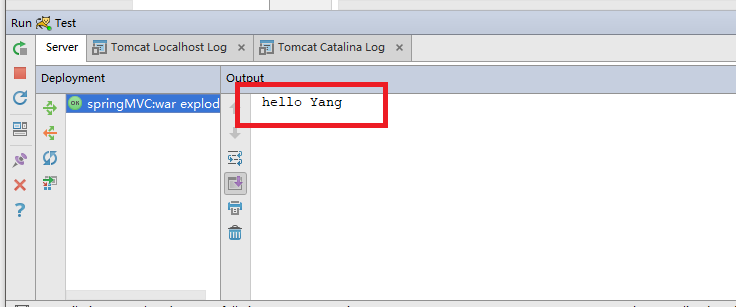 Run Test
Server
Tomcat Localhost Log
Tomcat Catalina Log
Deployment
Output
OK springMVC:war explod
hello Yang